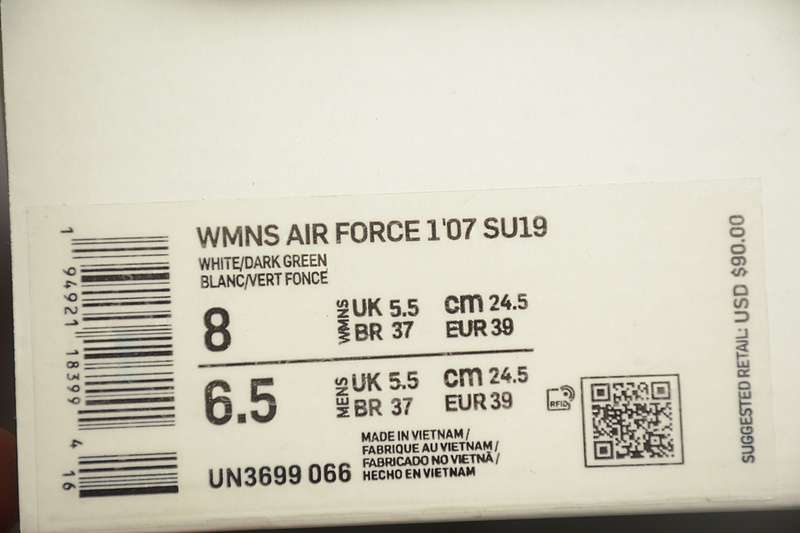 WMNS AIR FORCE 1'07 SU19
WHITE/DARK GREEN
BLANC/VERT FONCE
8
WMNS
UK 5.5 cm 24.5
BR 37 EUR 39
6.5
MENS
UK 5.5 cm 24.5
BR 37 EUR 39
UN3699 066
MADE IN VIETNAM /
FABRIQUE AU VIETNAM /
FABRICADO NO VIETNÃ /
HECHO EN VIETNAM
RFID
SUGGESTED RETAIL: USD $90.00
1 94921 18399 4 16